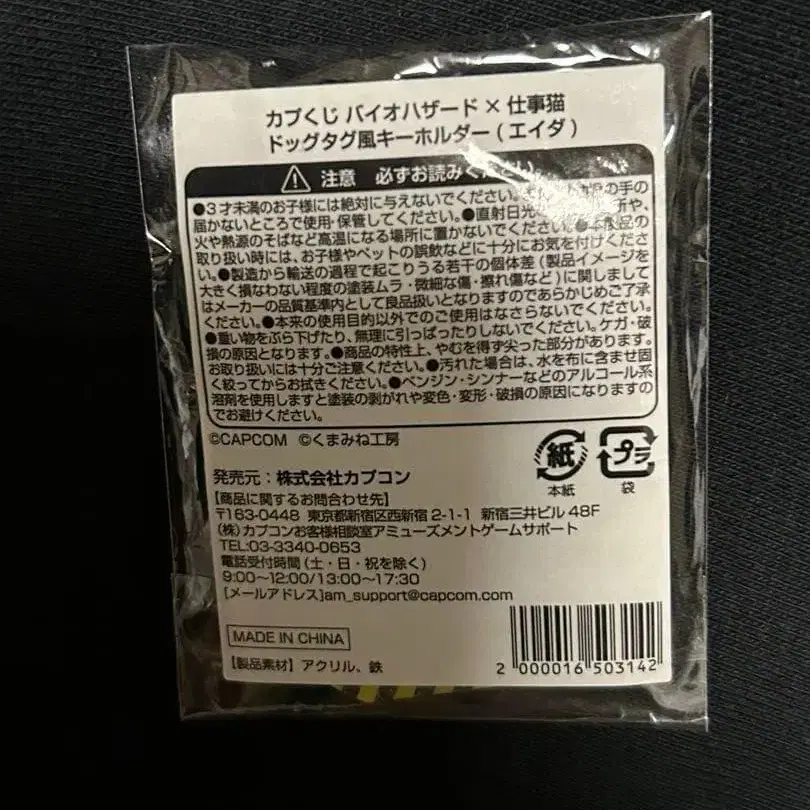 カプくじ バイオハザード × 仕事猫
ドッグタグ風キーホルダー ( エイダ )
注意 必ずお読みください。
●3才未満のお子様には絶対に与えないでください。 の手の
届かないところで使用・保管してください。●直射日光 所や、
火や熱源のそばなど高温になる場所に置かないでください。●本製品の
取り扱い時には、お子様やペットの誤飲などに十分にお気を付けくださ
い。●製造から輸送の過程で起こりうる若干の個体差(製品イメージを
大きく損なわない程度の塗装ムラ・微細な傷・擦れ傷など)に関しまして
はメーカーの品質基準内として良品扱いとなりますのであらかじめご了承
ください。●本来の使用目的以外でのご使用はなさらないでください。
●重い物をぶら下げたり、無理に引っぱったりしないでください。ケガ・破
損の原因となります。●商品の特性上、やむを得ず尖った部分があります。
お取り扱いには十分ご注意ください。●汚れた場合は、水を布に含ませ固
く絞ってからお拭きください。●ベンジン・シンナーなどのアルコール系
溶剤を使用しますと塗装の剥がれや変色・変形・破損の原因になりますの
でお避けください。
©CAPCOM ©くまみね工房
紙 プラ
本紙 袋
発売元：株式会社カプコン
【商品に関するお問合わせ先】
〒163-0448 東京都新宿区西新宿 2-1-1 新宿三井ビル 48F
(株) カプコンお客様相談室アミューズメントゲームサポート
TEL:03-3340-0653
電話受付時間 (土・日・祝を除く)
9:00〜12:00/13:00〜17:30
[メールアドレス]am_support@capcom.com
MADE IN CHINA
【製品素材】 アクリル、鉄
2 000016 503142